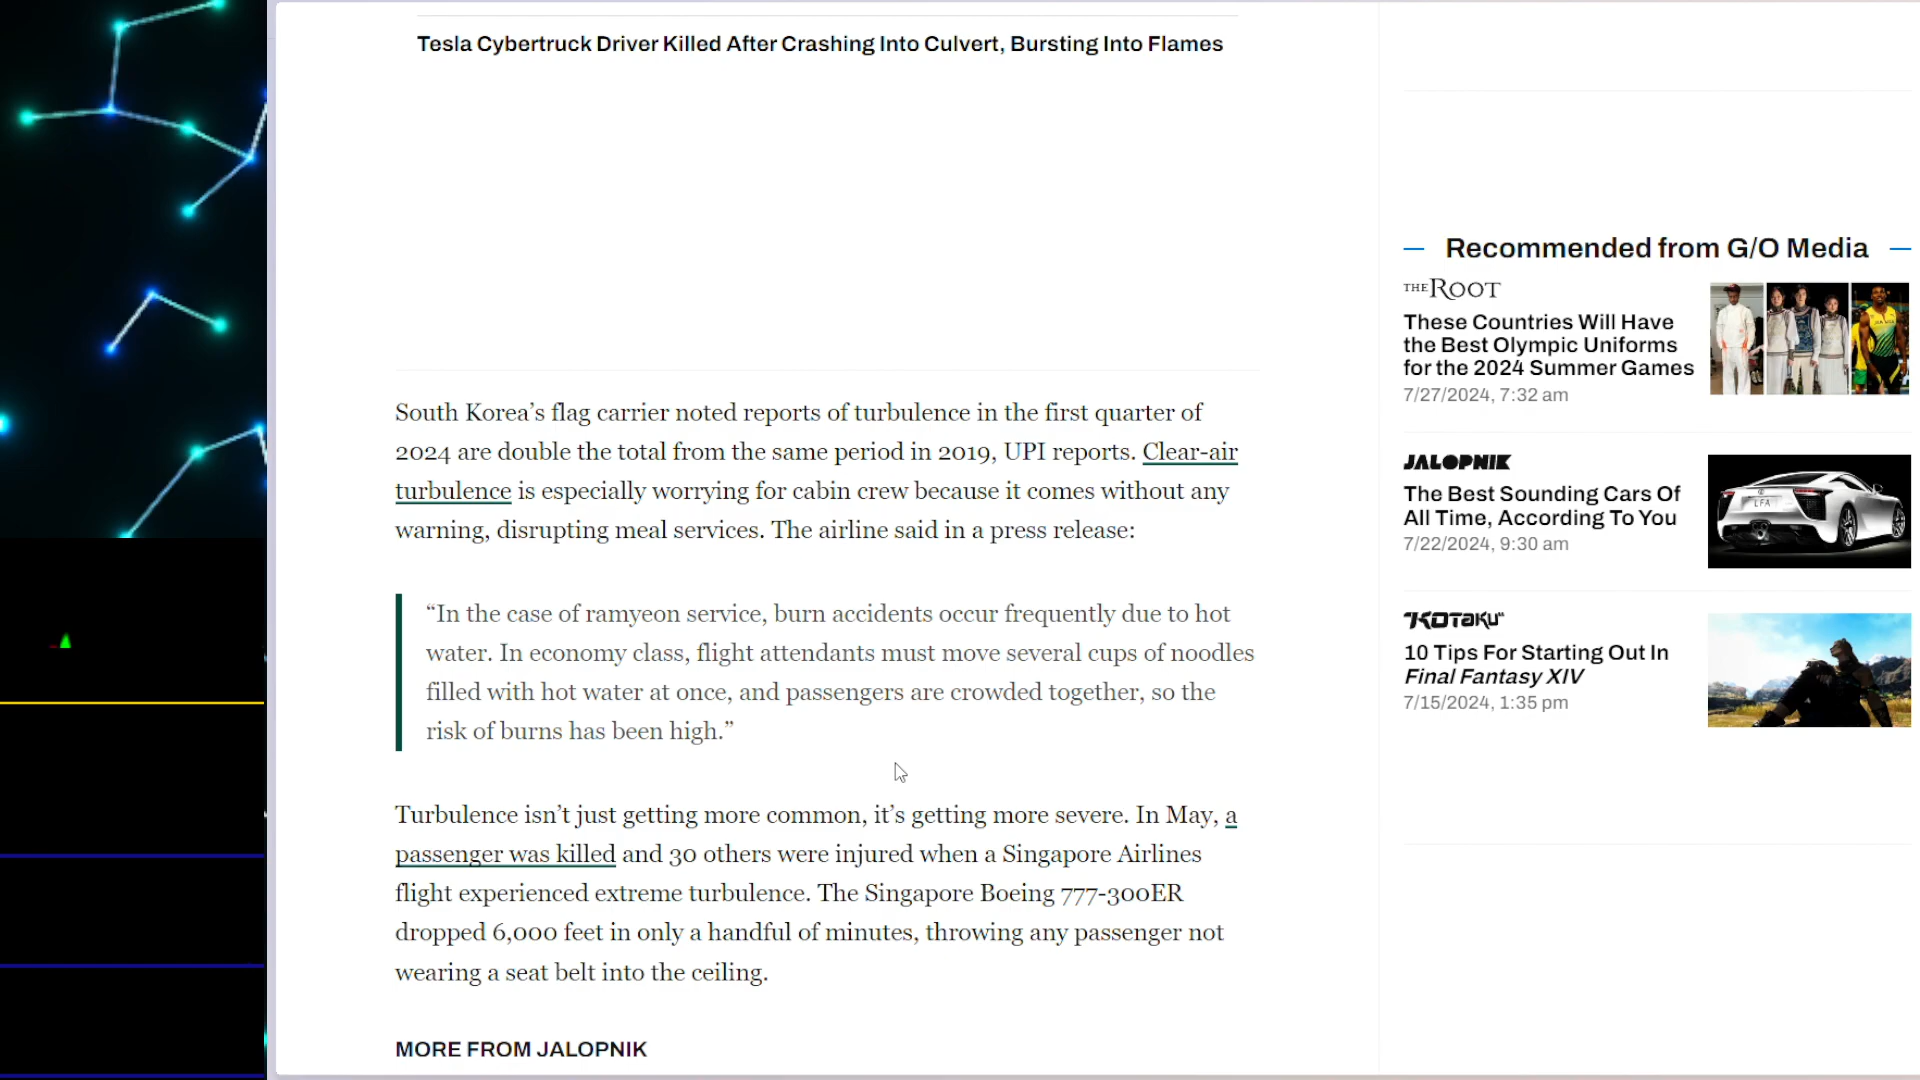 Tesla Cybertruck Driver Killed After Crashing Into Culvert, Bursting Into Flames
South Korea’s flag carrier noted reports of turbulence in the first quarter of
2024 are double the total from the same period in 2019, UPI reports. Clear-air
turbulence is especially worrying for cabin crew because it comes without any
warning, disrupting meal services. The airline said in a press release:
“In the case of ramyeon service, burn accidents occur frequently due to hot
water. In economy class, flight attendants must move several cups of noodles
filled with hot water at once, and passengers are crowded together, so the
risk of burns has been high.”
Turbulence isn’t just getting more common, it’s getting more severe. In May, a
passenger was killed and 30 others were injured when a Singapore Airlines
flight experienced extreme turbulence. The Singapore Boeing 777-300ER
dropped 6,000 feet in only a handful of minutes, throwing any passenger not
wearing a seat belt into the ceiling.
MORE FROM JALOPNIK
Recommended from G/O Media
THE ROOT
These Countries Will Have
the Best Olympic Uniforms
for the 2024 Summer Games
7/27/2024, 7:32 am
JALOPNIK
The Best Sounding Cars Of
All Time, According To You
7/22/2024, 9:30 am
LFA
KOTAKU
10 Tips For Starting Out In
Final Fantasy XIV
7/15/2024, 1:35 pm